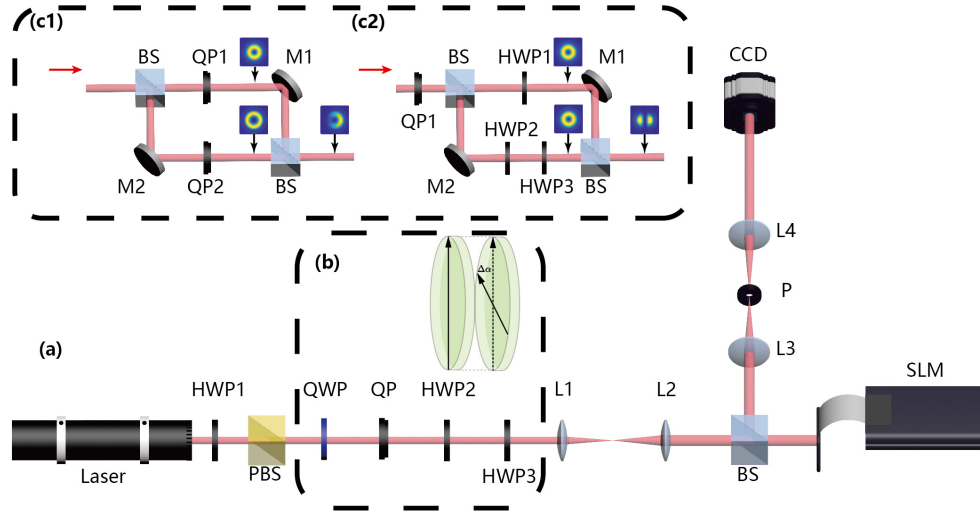 (c1)
BS
QP1
M1
M2
QP2
BS
(c2)
BS
HWP1
M1
QP1
HWP2
M2
HWP3
BS
CCD
L4
P
L3
SLM
(b)
Δα
(a)
HWP1
QWP
QP
HWP2
L1
L2
Laser
PBS
HWP3
BS